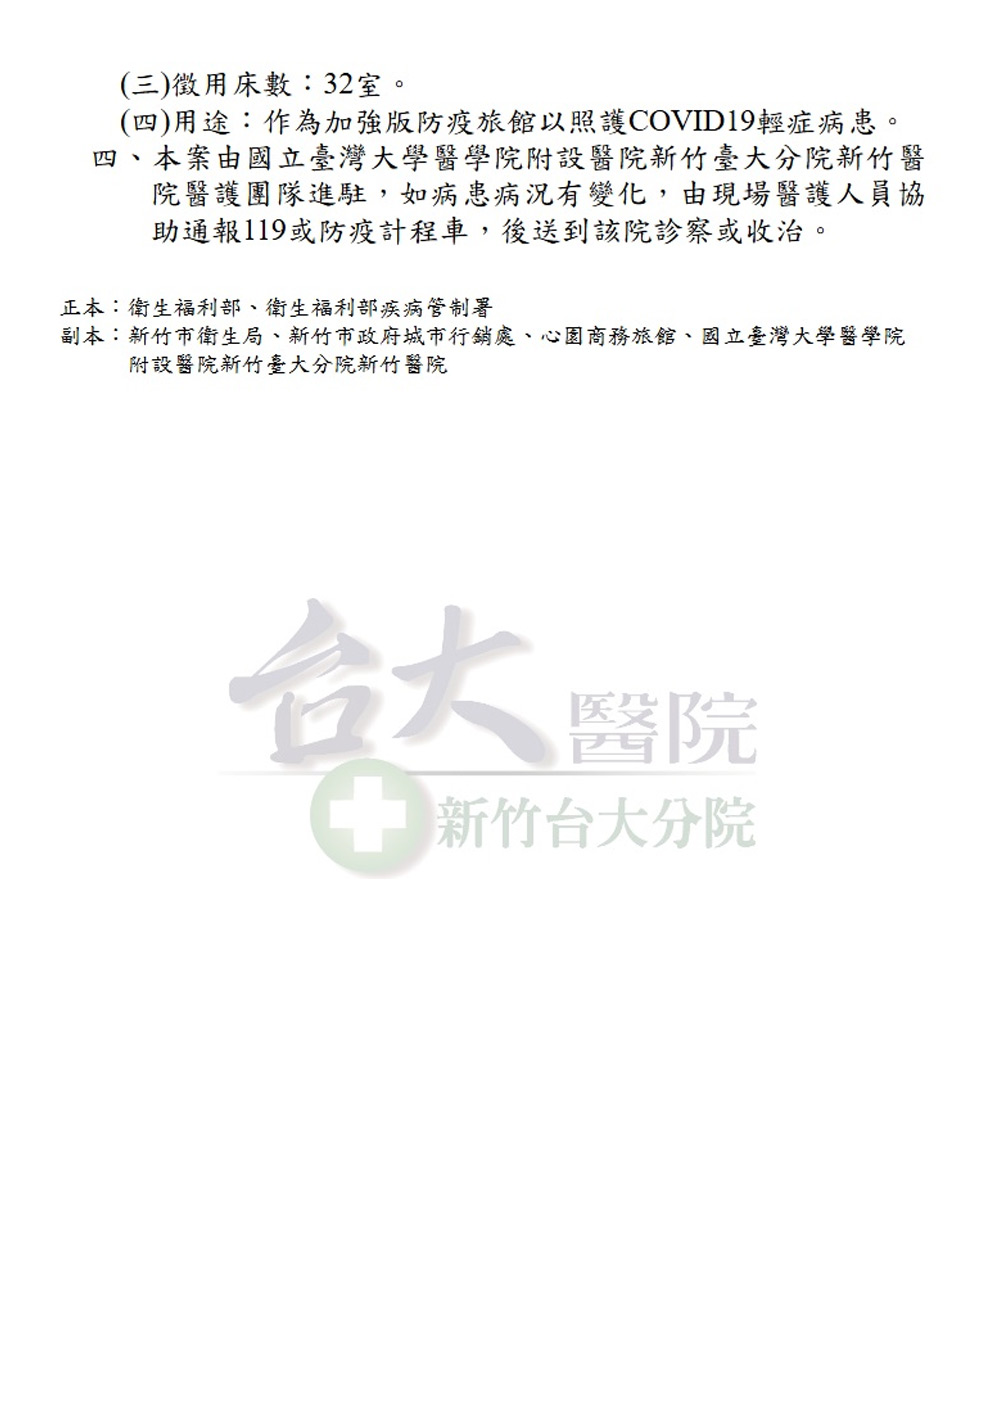 (三)徵用床數：32室。
(四)用途：作為加強版防疫旅館以照護COVID19輕症病患。
四、本案由國立臺灣大學醫學院附設醫院新竹臺大分院新竹醫
院醫護團隊進駐，如病患病況有變化，由現場醫護人員協
助通報119或防疫計程車，後送到該院診察或收治。
正本：衛生福利部、衛生福利部疾病管制署
副本：新竹市衛生局、新竹市政府城市行銷處、心園商務旅館、國立臺灣大學醫學院
附設醫院新竹臺大分院新竹醫院
台大醫院
新竹台大分院